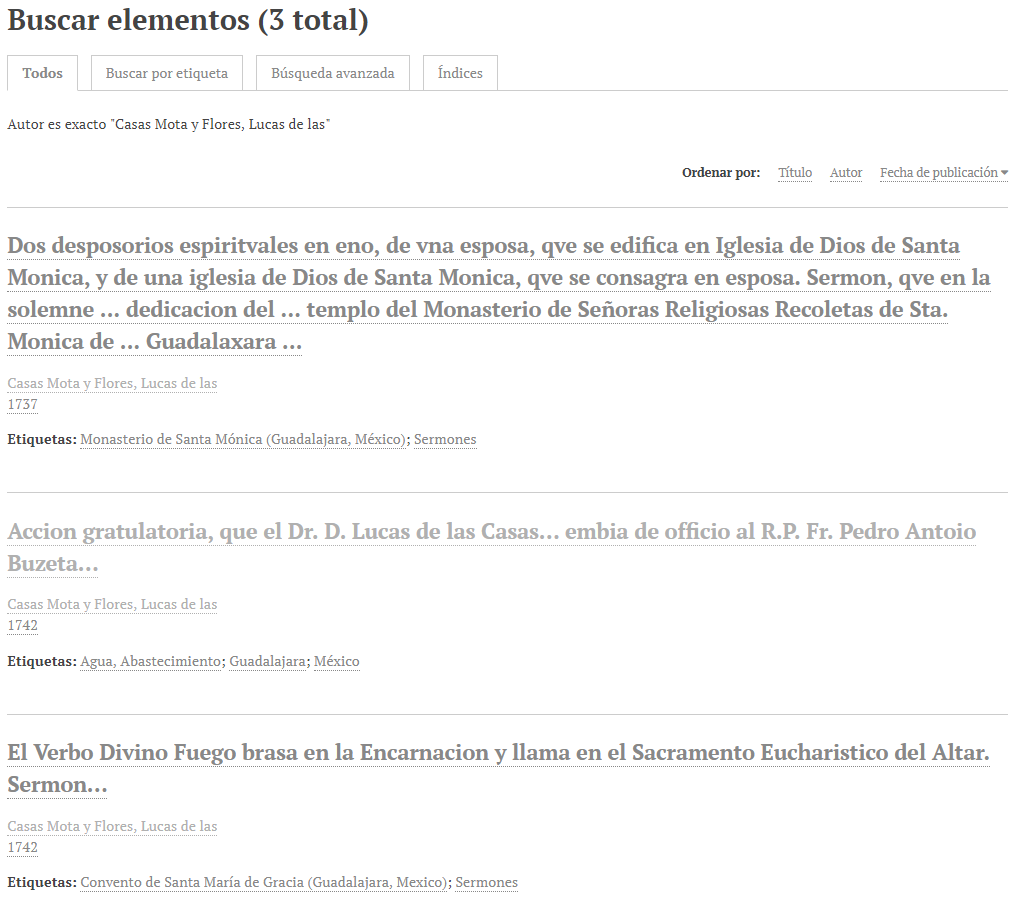 Buscar elementos (3 total)
Todos
Buscar por etiqueta
Búsqueda avanzada
Índices
Autor es exacto "Casas Mota y Flores, Lucas de las"
Ordenar por: Título Autor Fecha de publicación
Dos desposorios espiritvales en eno, de vna esposa, qve se edifica en Iglesia de Dios de Santa
Monica, y de una iglesia de Dios de Santa Monica, qve se consagra en esposa. Sermon, qve en la
solemne ... dedicacion del ... templo del Monasterio de Señoras Religiosas Recoletas de Sta.
Monica de ... Guadalaxara ...
Casas Mota y Flores, Lucas de las
1737
Etiquetas: Monasterio de Santa Mónica (Guadalajara, México); Sermones
Accion gratulatoria, que el Dr. D. Lucas de las Casas... embia de officio al R.P. Fr. Pedro Antoio
Buzeta...
Casas Mota y Flores, Lucas de las
1742
Etiquetas: Agua, Abastecimiento; Guadalajara; México
El Verbo Divino Fuego brasa en la Encarnacion y llama en el Sacramento Eucharistico del Altar.
Sermon...
Casas Mota y Flores, Lucas de las
1742
Etiquetas: Convento de Santa María de Gracia (Guadalajara, Mexico); Sermones